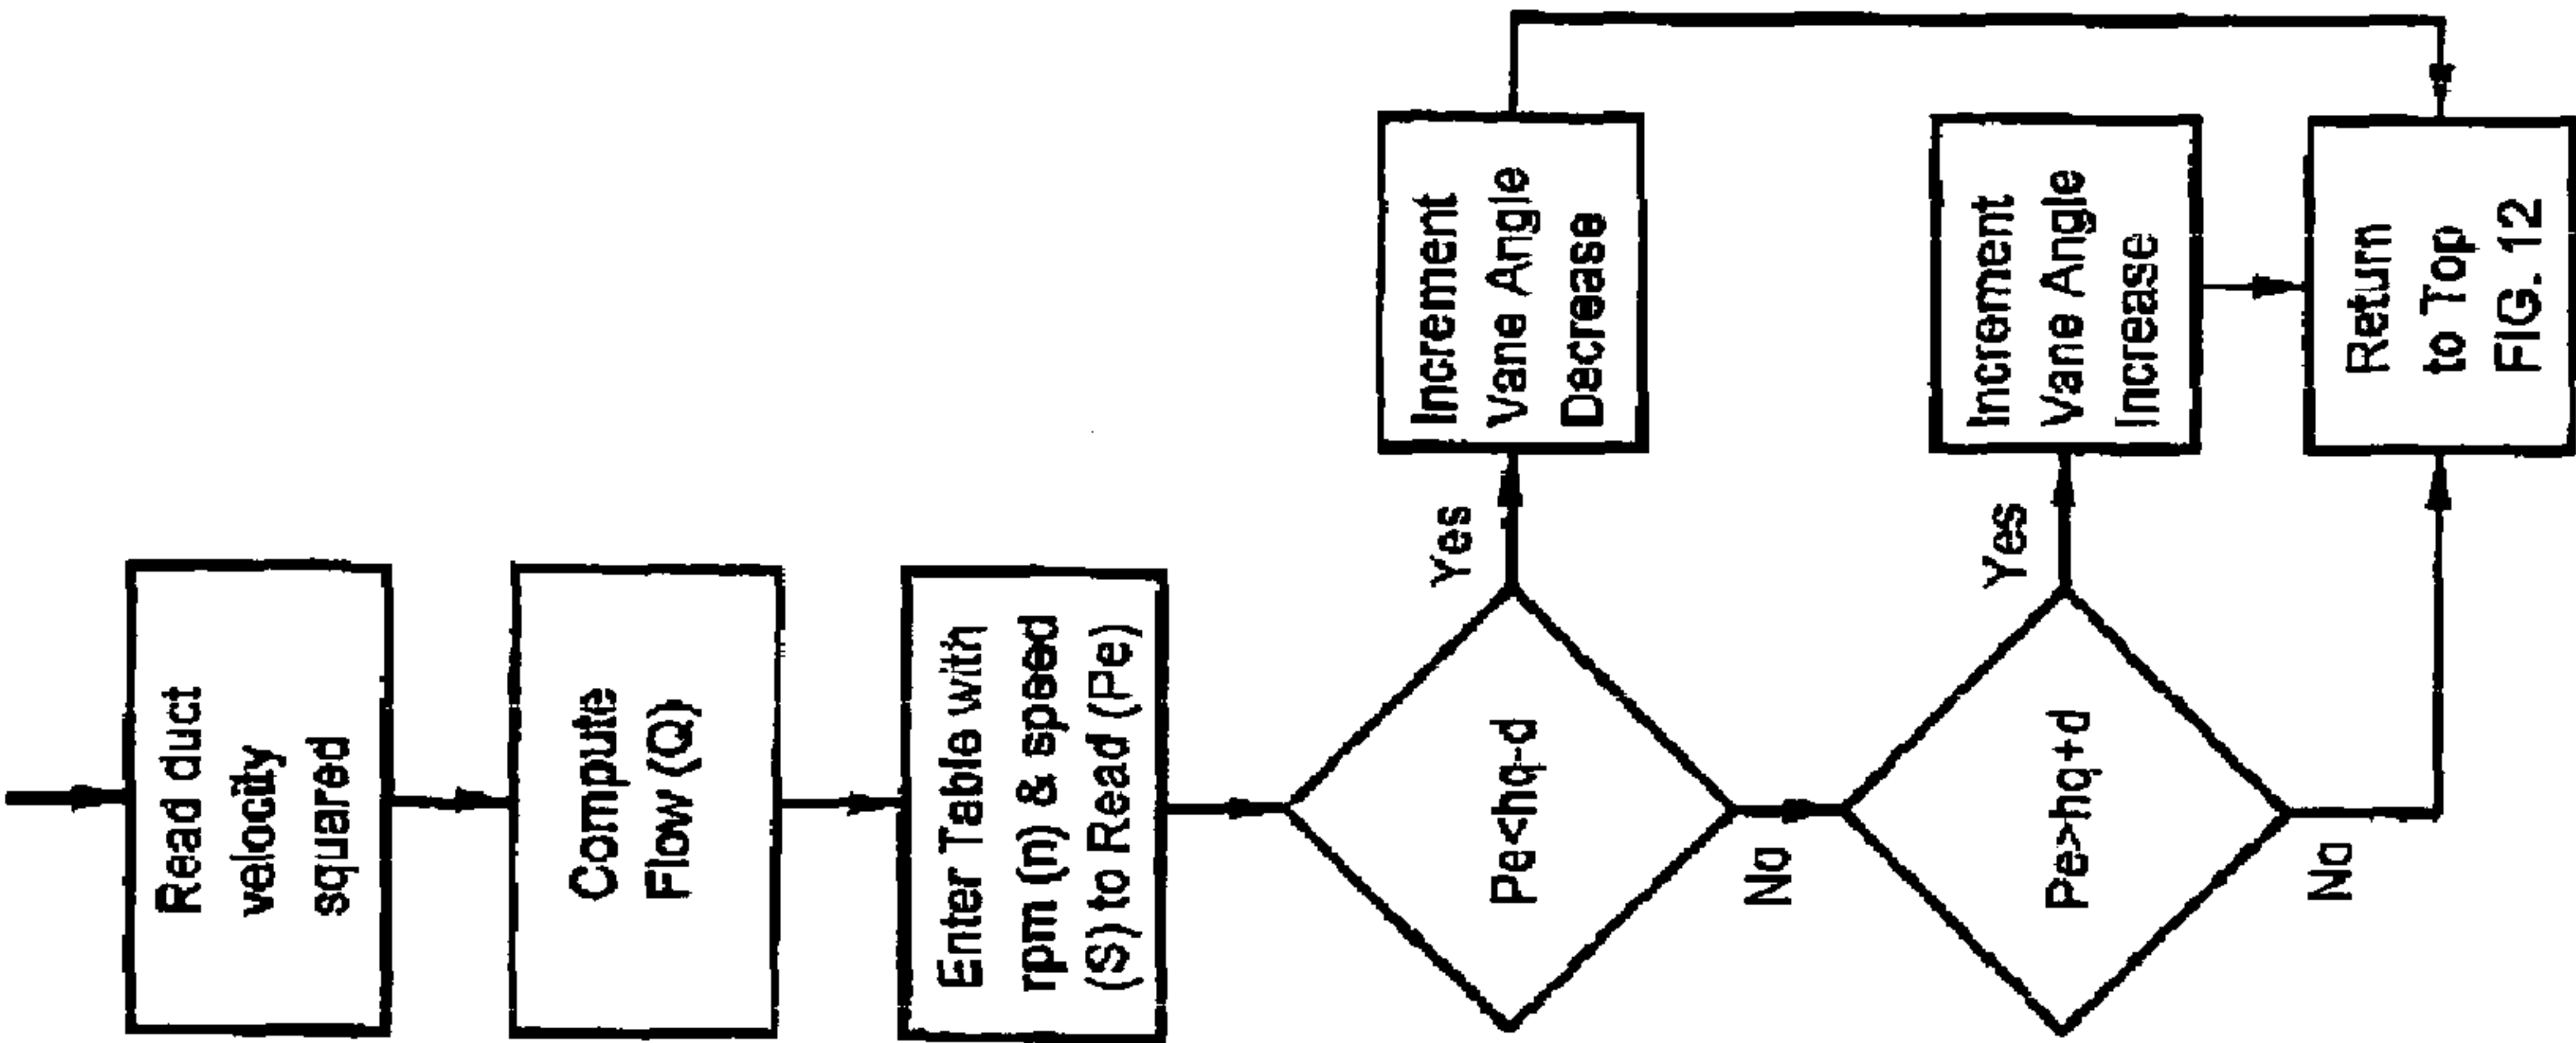 Read duct
velocity
squared
Compute
Flow (Q)
Enter Table with
rpm (n) & speed
(S) to Read (Pe)
Pe<hq-d
Yes
Increment
Vane Angle
Decrease
No
Pe>hq+d
Yes
Increment
Vane Angle
Increase
No
Return
to Top
FIG. 12